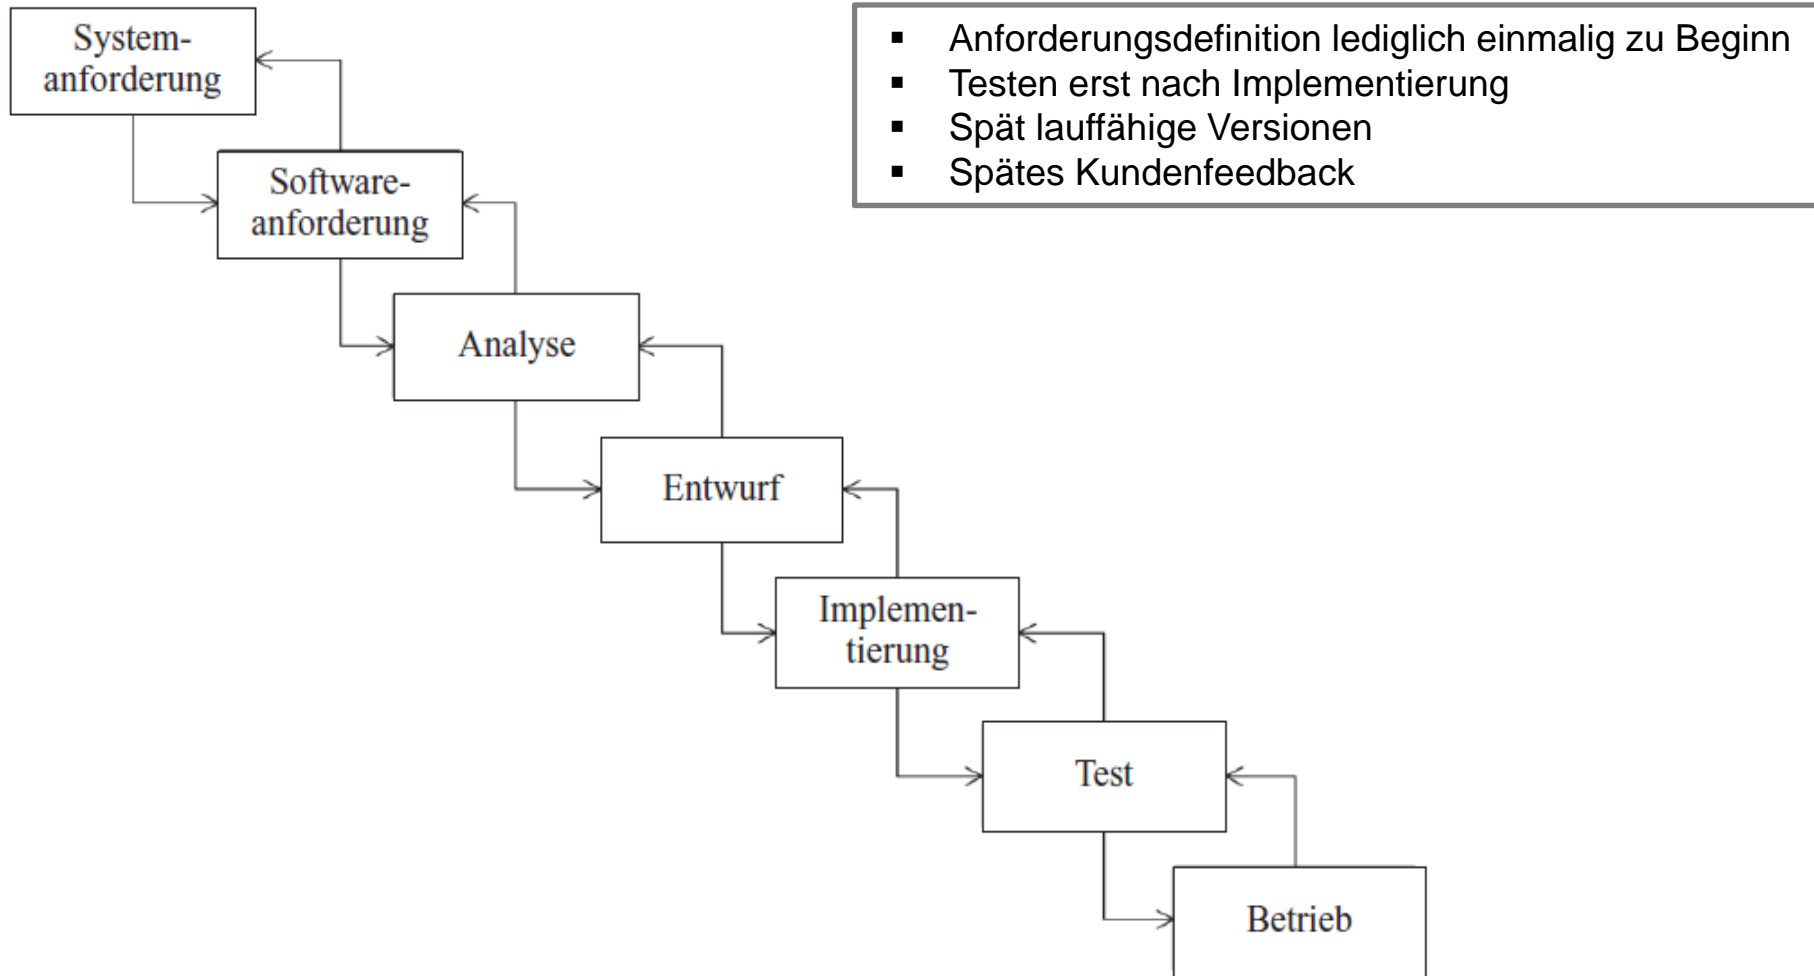 System-
anforderung
▪ Anforderungsdefinition lediglich einmalig zu Beginn
▪ Testen erst nach Implementierung
▪ Spät lauffähige Versionen
▪ Spätes Kundenfeedback
Software-
anforderung
Analyse
Entwurf
Implemen-
tierung
Test
Betrieb